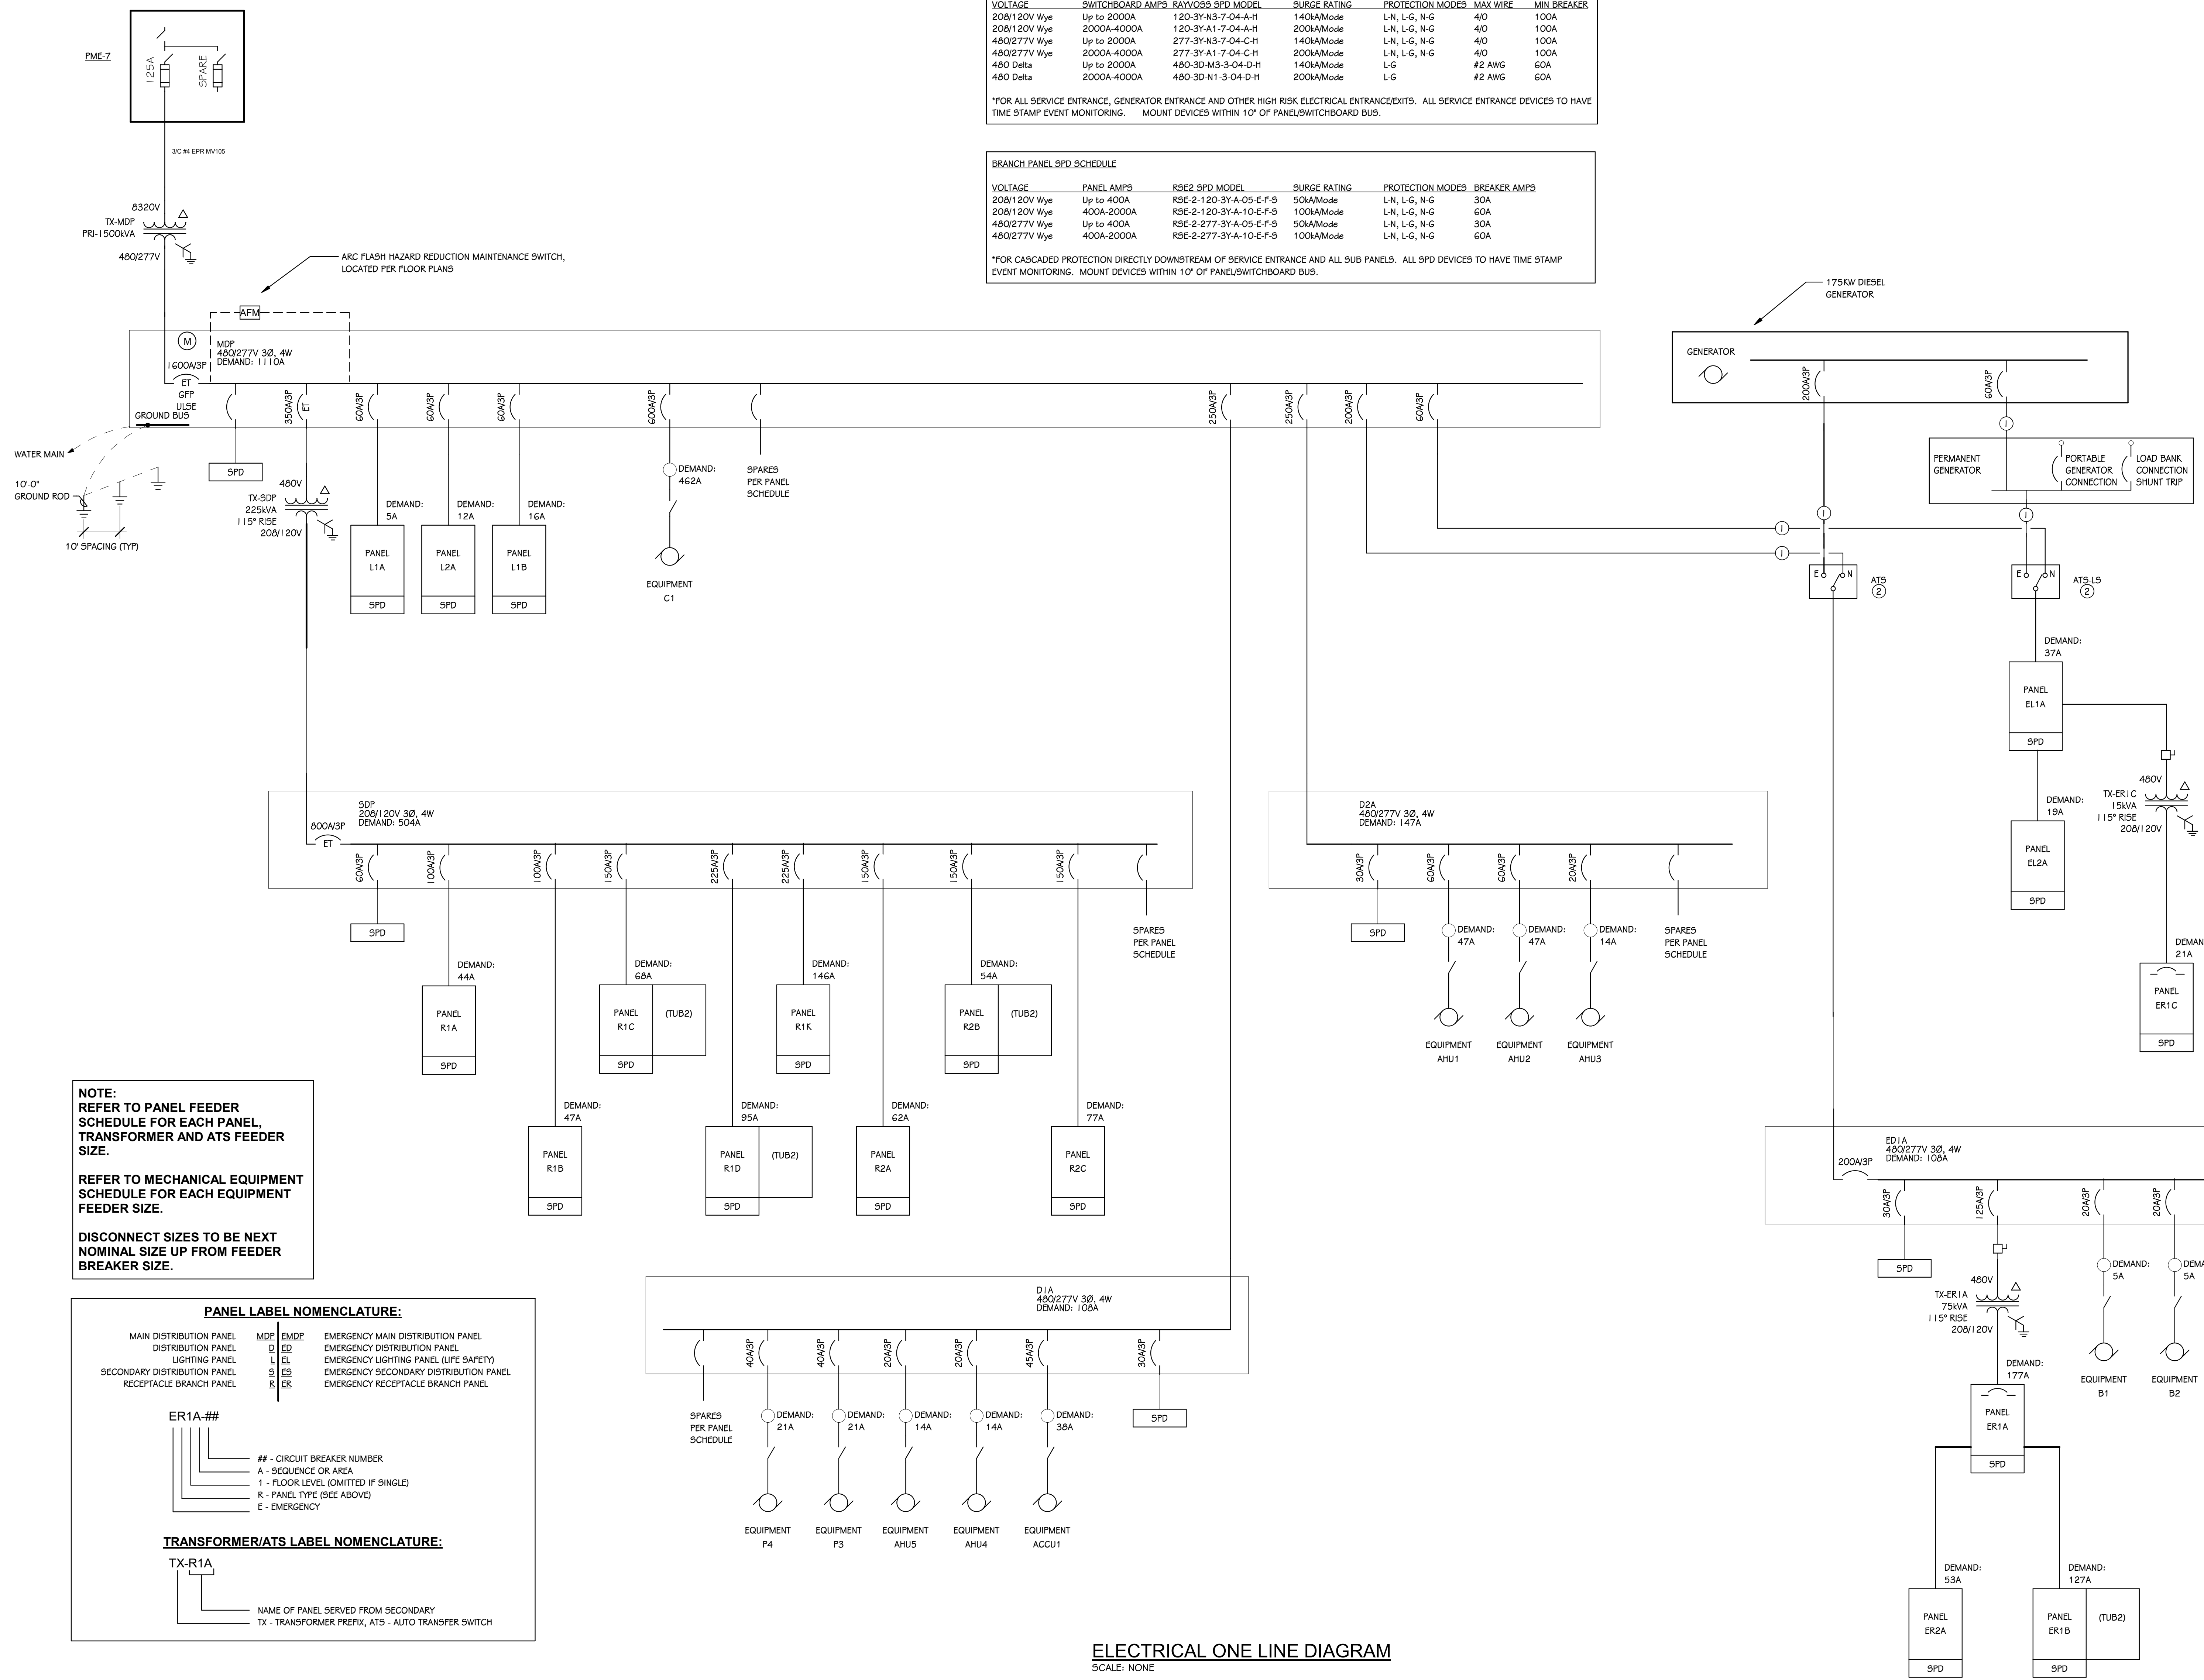 VOLTAGE SWITCHBOARD AMPS RAYVOSS SPD MODEL SURGE RATING PROTECTION MODES MAX WIRE MIN BREAKER
208/120V Wye Up to 2000A 120-3Y-N3-7-04-A-H 140kA/Mode L-N, L-G, N-G 4/0 100A
208/120V Wye 2000A-4000A 120-3Y-A1-7-04-A-H 200kA/Mode L-N, L-G, N-G 4/0 100A
480/277V Wye Up to 2000A 277-3Y-N3-7-04-C-H 140kA/Mode L-N, L-G, N-G 4/0 100A
480/277V Wye 2000A-4000A 277-3Y-A1-7-04-C-H 200kA/Mode L-N, L-G, N-G 4/0 100A
480 Delta Up to 2000A 480-3D-M3-3-04-D-H 140kA/Mode L-G #2 AWG 60A
480 Delta 2000A-4000A 480-3D-N1-3-04-D-H 200kA/Mode L-G #2 AWG 60A
*FOR ALL SERVICE ENTRANCE, GENERATOR ENTRANCE AND OTHER HIGH RISK ELECTRICAL ENTRANCE/EXITS. ALL SERVICE ENTRANCE DEVICES TO HAVE
TIME STAMP EVENT MONITORING. MOUNT DEVICES WITHIN 10" OF PANEL/SWITCHBOARD BUS.
BRANCH PANEL SPD SCHEDULE
VOLTAGE PANEL AMPS RSE2 SPD MODEL SURGE RATING PROTECTION MODES BREAKER AMPS
208/120V Wye Up to 400A RSE-2-120-3Y-A-05-E-F-S 50kA/Mode L-N, L-G, N-G 30A
208/120V Wye 400A-2000A RSE-2-120-3Y-A-10-E-F-S 100kA/Mode L-N, L-G, N-G 60A
480/277V Wye Up to 400A RSE-2-277-3Y-A-05-E-F-S 50kA/Mode L-N, L-G, N-G 30A
480/277V Wye 400A-2000A RSE-2-277-3Y-A-10-E-F-S 100kA/Mode L-N, L-G, N-G 60A
*FOR CASCADED PROTECTION DIRECTLY DOWNSTREAM OF SERVICE ENTRANCE AND ALL SUB PANELS. ALL SPD DEVICES TO HAVE TIME STAMP
EVENT MONITORING. MOUNT DEVICES WITHIN 10" OF PANEL/SWITCHBOARD BUS.
PME-7
125A
SPARE
3/C #4 EPR MV105
8320V
TX-MDP
PRI-1500kVA
480/277V
ARC FLASH HAZARD REDUCTION MAINTENANCE SWITCH,
LOCATED PER FLOOR PLANS
AFM
M
MDP
480/277V 3Ø, 4W
DEMAND: 1110A
1600A/3P
ET
GFP
ULSE
GROUND BUS
WATER MAIN
10'-0"
GROUND ROD
10' SPACING (TYP)
350A/3P
ET
60A/3P
60A/3P
60A/3P
600A/3P
250A/3P
250A/3P
200A/3P
60A/3P
SPD
480V
TX-SDP
225kVA
115° RISE
208/120V
DEMAND:
5A
PANEL
L1A
SPD
DEMAND:
12A
PANEL
L2A
SPD
DEMAND:
16A
PANEL
L1B
SPD
DEMAND:
462A
EQUIPMENT
C1
SPARES
PER PANEL
SCHEDULE
175KW DIESEL
GENERATOR
GENERATOR
200A/3P
60A/3P
1
PERMANENT
GENERATOR
PORTABLE
GENERATOR
CONNECTION
LOAD BANK
CONNECTION
SHUNT TRIP
1
1
1
1
E N
ATS
2
E N
ATS-LS
2
DEMAND:
37A
PANEL
EL1A
SPD
DEMAND:
19A
PANEL
EL2A
SPD
480V
TX-ER1C
15kVA
115° RISE
208/120V
DEMAN
21A
PANEL
ER1C
SPD
SDP
208/120V 3Ø, 4W
DEMAND: 504A
800A/3P
ET
60A/3P
100A/3P
100A/3P
150A/3P
225A/3P
225A/3P
150A/3P
150A/3P
150A/3P
SPD
SPARES
PER PANEL
SCHEDULE
DEMAND:
44A
PANEL
R1A
SPD
DEMAND:
68A
PANEL
R1C
(TUB2)
SPD
DEMAND:
146A
PANEL
R1K
SPD
DEMAND:
54A
PANEL
R2B
(TUB2)
SPD
DEMAND:
47A
PANEL
R1B
SPD
DEMAND:
95A
PANEL
R1D
(TUB2)
SPD
DEMAND:
62A
PANEL
R2A
SPD
DEMAND:
77A
PANEL
R2C
SPD
D2A
480/277V 3Ø, 4W
DEMAND: 147A
30A/3P
60A/3P
60A/3P
20A/3P
SPD
DEMAND:
47A
EQUIPMENT
AHU1
DEMAND:
47A
EQUIPMENT
AHU2
DEMAND:
14A
EQUIPMENT
AHU3
SPARES
PER PANEL
SCHEDULE
NOTE:
REFER TO PANEL FEEDER
SCHEDULE FOR EACH PANEL,
TRANSFORMER AND ATS FEEDER
SIZE.
REFER TO MECHANICAL EQUIPMENT
SCHEDULE FOR EACH EQUIPMENT
FEEDER SIZE.
DISCONNECT SIZES TO BE NEXT
NOMINAL SIZE UP FROM FEEDER
BREAKER SIZE.
PANEL LABEL NOMENCLATURE:
MAIN DISTRIBUTION PANEL MDP EMDP EMERGENCY MAIN DISTRIBUTION PANEL
DISTRIBUTION PANEL D ED EMERGENCY DISTRIBUTION PANEL
LIGHTING PANEL L EL EMERGENCY LIGHTING PANEL (LIFE SAFETY)
SECONDARY DISTRIBUTION PANEL S ES EMERGENCY SECONDARY DISTRIBUTION PANEL
RECEPTACLE BRANCH PANEL R ER EMERGENCY RECEPTACLE BRANCH PANEL
ER1A-##
## - CIRCUIT BREAKER NUMBER
A - SEQUENCE OR AREA
1 - FLOOR LEVEL (OMITTED IF SINGLE)
R - PANEL TYPE (SEE ABOVE)
E - EMERGENCY
TRANSFORMER/ATS LABEL NOMENCLATURE:
TX-R1A
NAME OF PANEL SERVED FROM SECONDARY
TX - TRANSFORMER PREFIX, ATS - AUTO TRANSFER SWITCH
D1A
480/277V 3Ø, 4W
DEMAND: 108A
40A/3P
40A/3P
20A/3P
20A/3P
45A/3P
30A/3P
SPARES
PER PANEL
SCHEDULE
DEMAND:
21A
EQUIPMENT
P4
DEMAND:
21A
EQUIPMENT
P3
DEMAND:
14A
EQUIPMENT
AHU5
DEMAND:
14A
EQUIPMENT
AHU4
DEMAND:
38A
EQUIPMENT
ACCU1
SPD
ED1A
480/277V 3Ø, 4W
DEMAND: 108A
200A/3P
30A/3P
125A/3P
20A/3P
20A/3P
SPD
480V
TX-ER1A
75kVA
115° RISE
208/120V
DEMAND:
5A
EQUIPMENT
B1
DEMA
5A
EQUIPMENT
B2
DEMAND:
177A
PANEL
ER1A
SPD
DEMAND:
53A
PANEL
ER2A
SPD
DEMAND:
127A
PANEL
ER1B
(TUB2)
SPD
ELECTRICAL ONE LINE DIAGRAM
SCALE: NONE